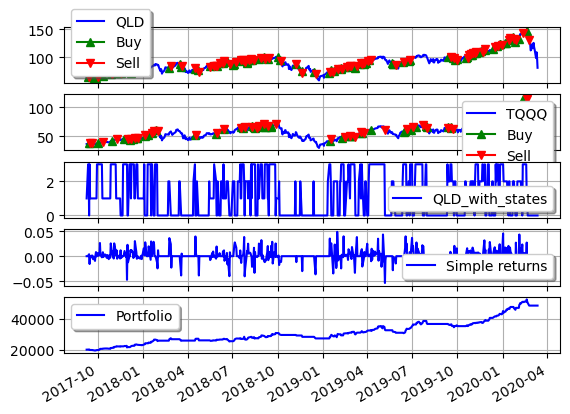 QLD
Buy
Sell
150
100
TQQQ
Buy
Sell
100
50
QLD_with_states
2
0
Simple returns
0.05
0.00
−0.05
Portfolio
40000
20000
2017-10
2018-01
2018-04
2018-07
2018-10
2019-01
2019-04
2019-07
2019-10
2020-01
2020-04